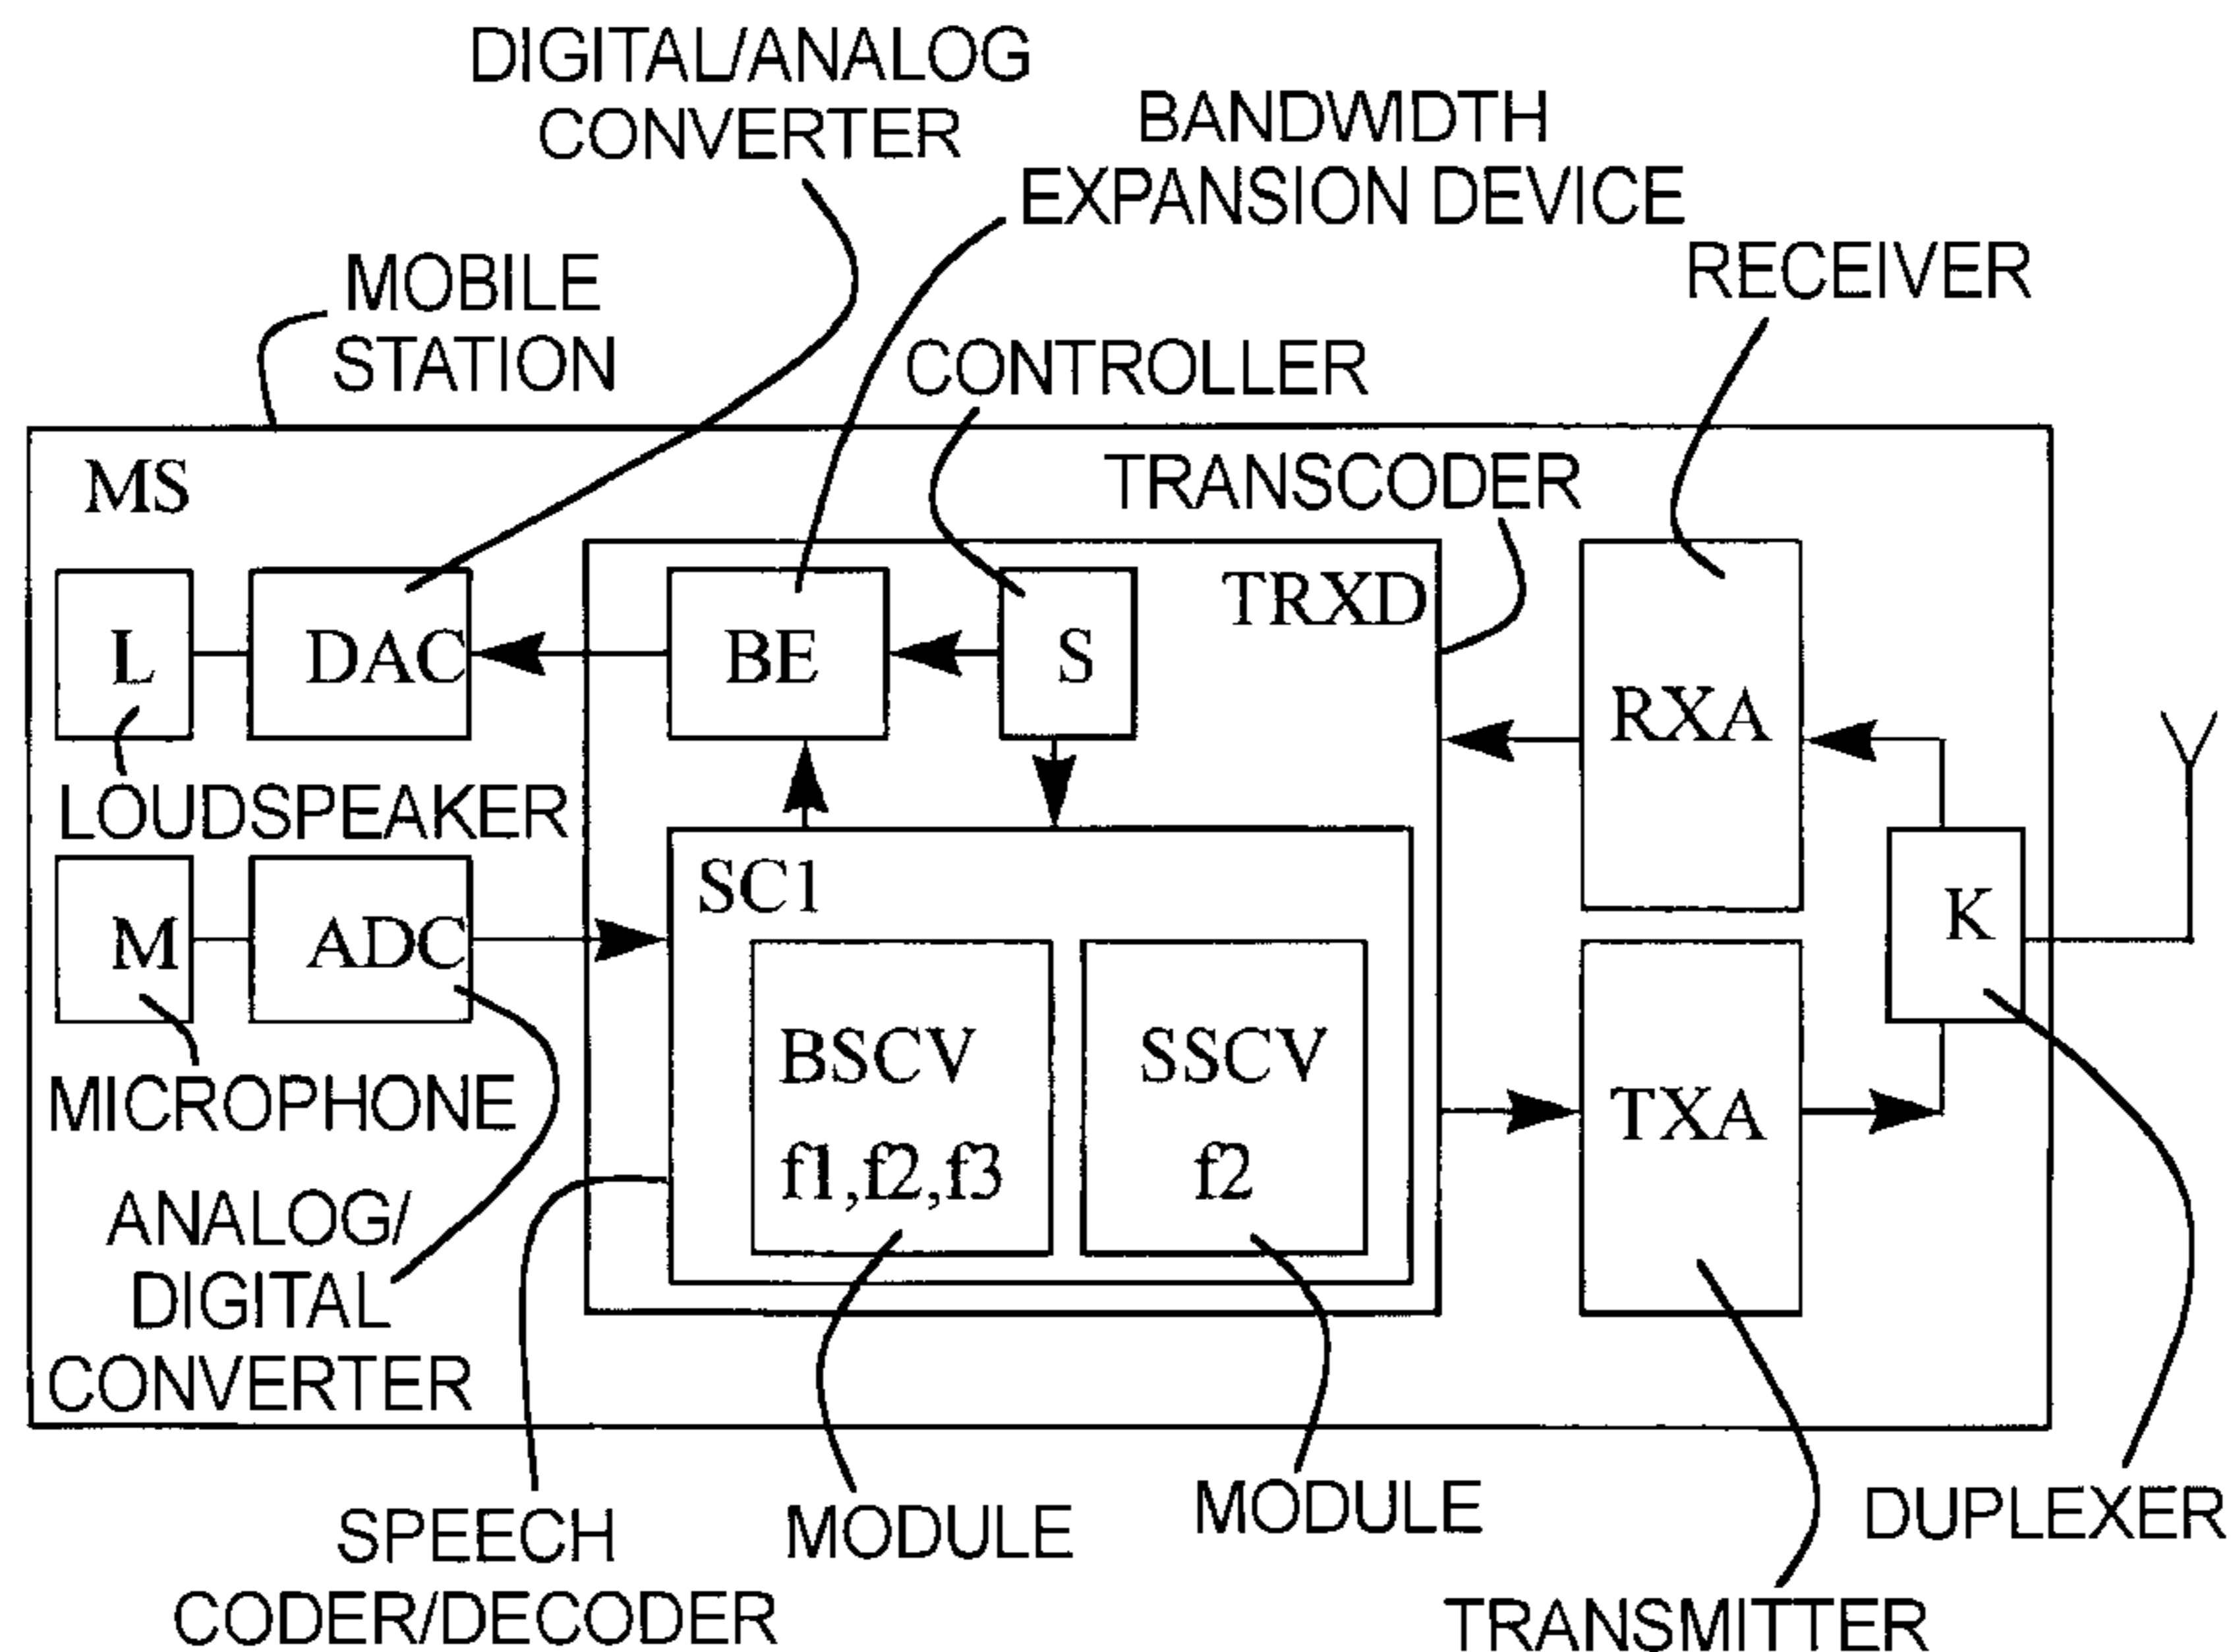 DIGITAL/ANALOG
CONVERTER
BANDWIDTH
EXPANSION DEVICE
RECEIVER
MOBILE
STATION
CONTROLLER
TRANSCODER
MS
TRXD
L
DAC
BE
S
RXA
LOUDSPEAKER
SC1
K
M
ADC
BSCV
f1,f2,f3
SSCV
f2
TXA
MICROPHONE
ANALOG/
DIGITAL
CONVERTER
SPEECH
CODER/DECODER
MODULE
MODULE
DUPLEXER
TRANSMITTER